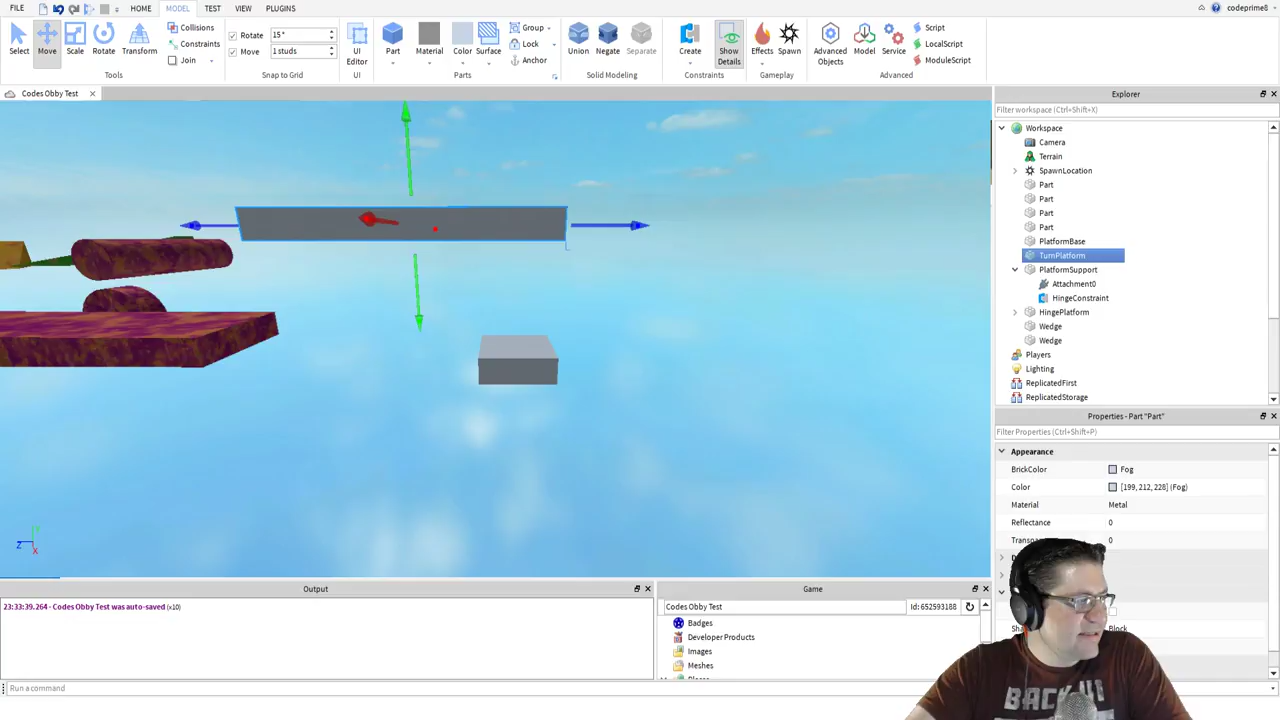 FILE HOME MODEL TEST VIEW PLUGINS codeprime8
Select Move Scale Rotate Transform
Collisions
Constraints
Join
Tools
Rotate 15°
Move 1 studs
Snap to Grid
UI
Editor
UI
Part Material Color
Group
Lock
Anchor
Parts
Union Negate Separate
Solid Modeling
Create Show
Details
Constraints
Effects Spawn
Gameplay
Advanced
Objects
Model Service
Script
LocalScript
ModuleScript
Advanced
Codes Obby Test
Explorer
Filter workspace (Ctrl+Shift+X)
Workspace
Camera
Terrain
SpawnLocation
Part
Part
Part
Part
PlatformBase
TurnPlatform
PlatformSupport
Attachment0
HingeConstraint
HingePlatform
Wedge
Wedge
Players
Lighting
ReplicatedFirst
ReplicatedStorage
Properties - Part "Part"
Filter Properties (Ctrl+Shift+P)
Appearance
BrickColor Fog
Color [199, 212, 228] (Fog)
Material Metal
Reflectance 0
0
Block
Y
Z
X
Output
23:33:39.264 - Codes Obby Test was auto-saved (x10)
Game
Codes Obby Test Id: 652593188
Badges
Developer Products
Images
Meshes
Run a command
BACK